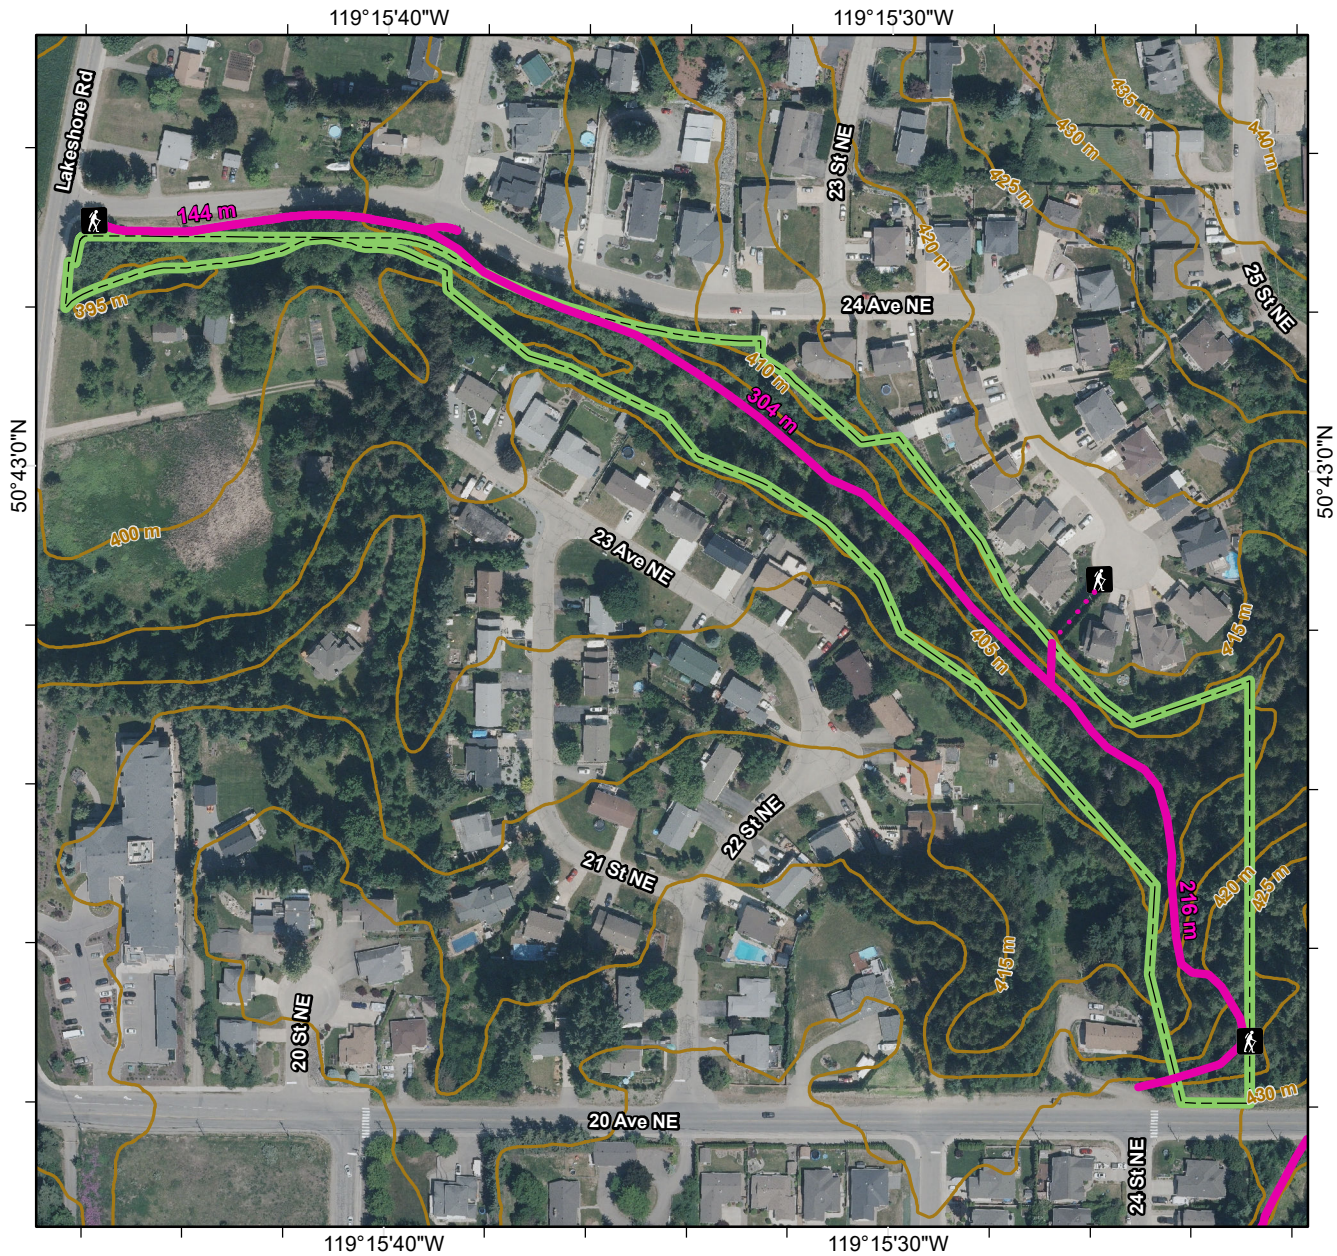 119°15'40"W
119°15'30"W
Lakeshore Rd
435 m
430 m
440 m
23 St NE
425 m
144 m
420 m
25 St NE
395 m
24 Ave NE
410 m
304 m
50°43'0"N
50°43'0"N
400 m
23 Ave NE
415 m
405 m
22 St NE
21 St NE
420 m
425 m
216 m
415 m
20 St NE
430 m
20 Ave NE
24 St NE
119°15'40"W
119°15'30"W